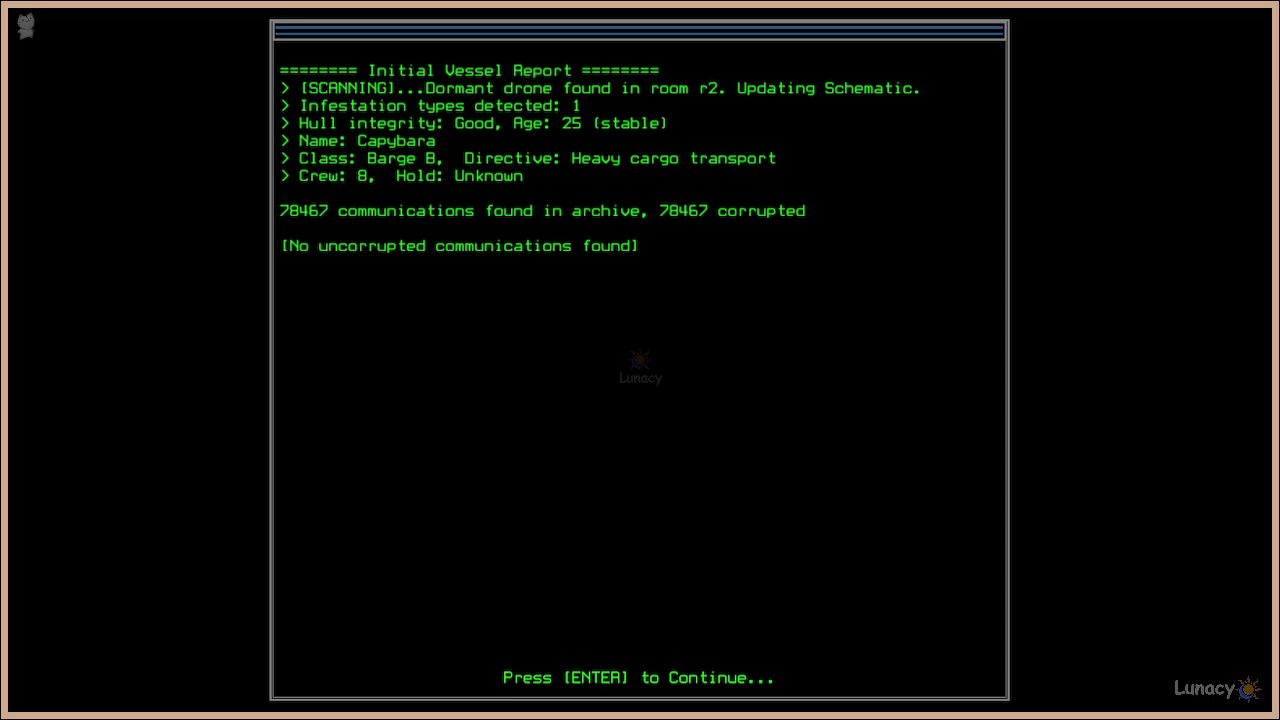 ======== Initial Vessel Report ========
> [SCANNING]...Dormant drone found in room r2. Updating Schematic.
> Infestation types detected: 1
> Hull integrity: Good, Age: 25 (stable)
> Name: Capybara
> Class: Barge B,  Directive: Heavy cargo transport
> Crew: 8,  Hold: Unknown
78467 communications found in archive, 78467 corrupted
[No uncorrupted communications found]
Lunacy
Press [ENTER] to Continue...
Lunacy